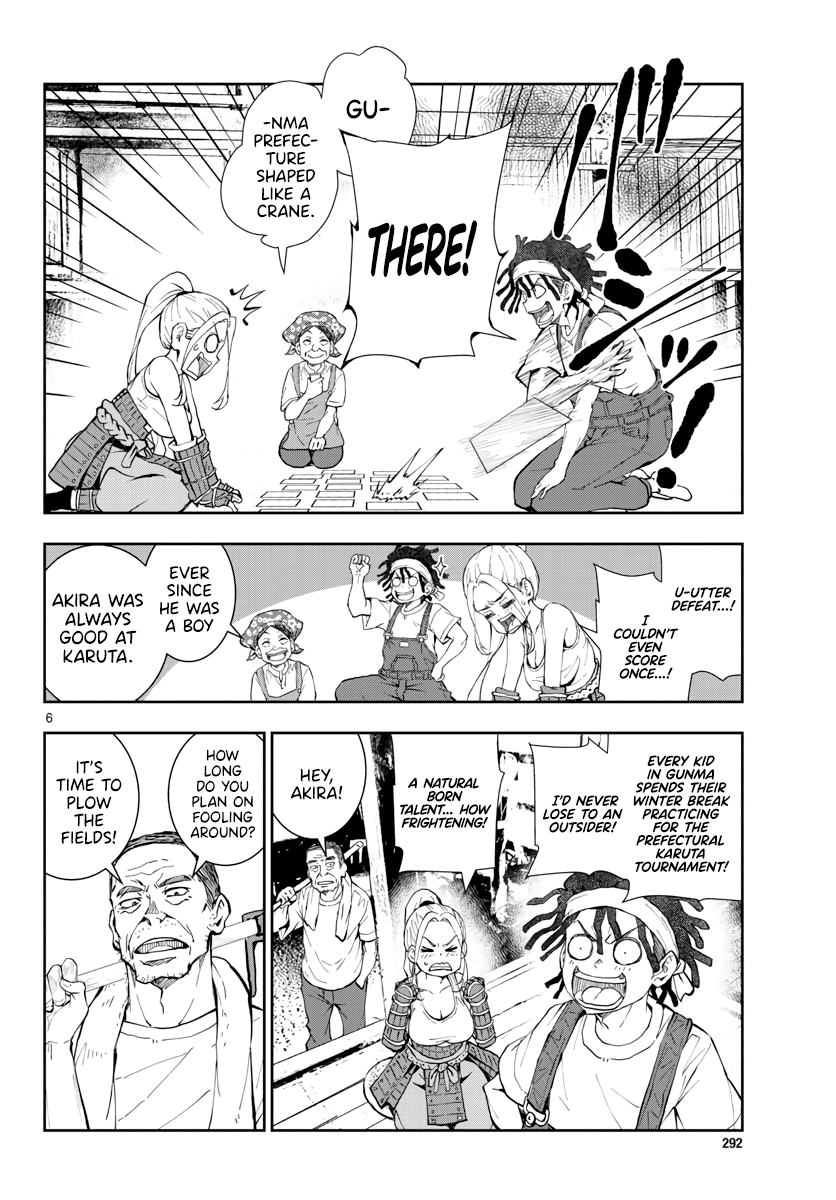 GU-
-NMA
PREFEC-
TURE
SHAPED
LIKE A
CRANE.
THERE!
バッ
U-UTTER
DEFEAT...!
I
COULDN'T
EVEN
SCORE
ONCE...!
EVER
SINCE
HE WAS
A BOY
AKIRA WAS
ALWAYS
GOOD AT
KARUTA.
6
EVERY KID
IN GUNMA
SPENDS THEIR
WINTER BREAK
PRACTICING
FOR THE
PREFECTURAL
KARUTA
TOURNAMENT!
I'D NEVER
LOSE TO AN
OUTSIDER!
A NATURAL
BORN
TALENT... HOW
FRIGHTENING!
HEY,
AKIRA!
HOW
LONG
DO YOU
PLAN ON
FOOLING
AROUND?
IT'S
TIME TO
PLOW
THE
FIELDS!
292